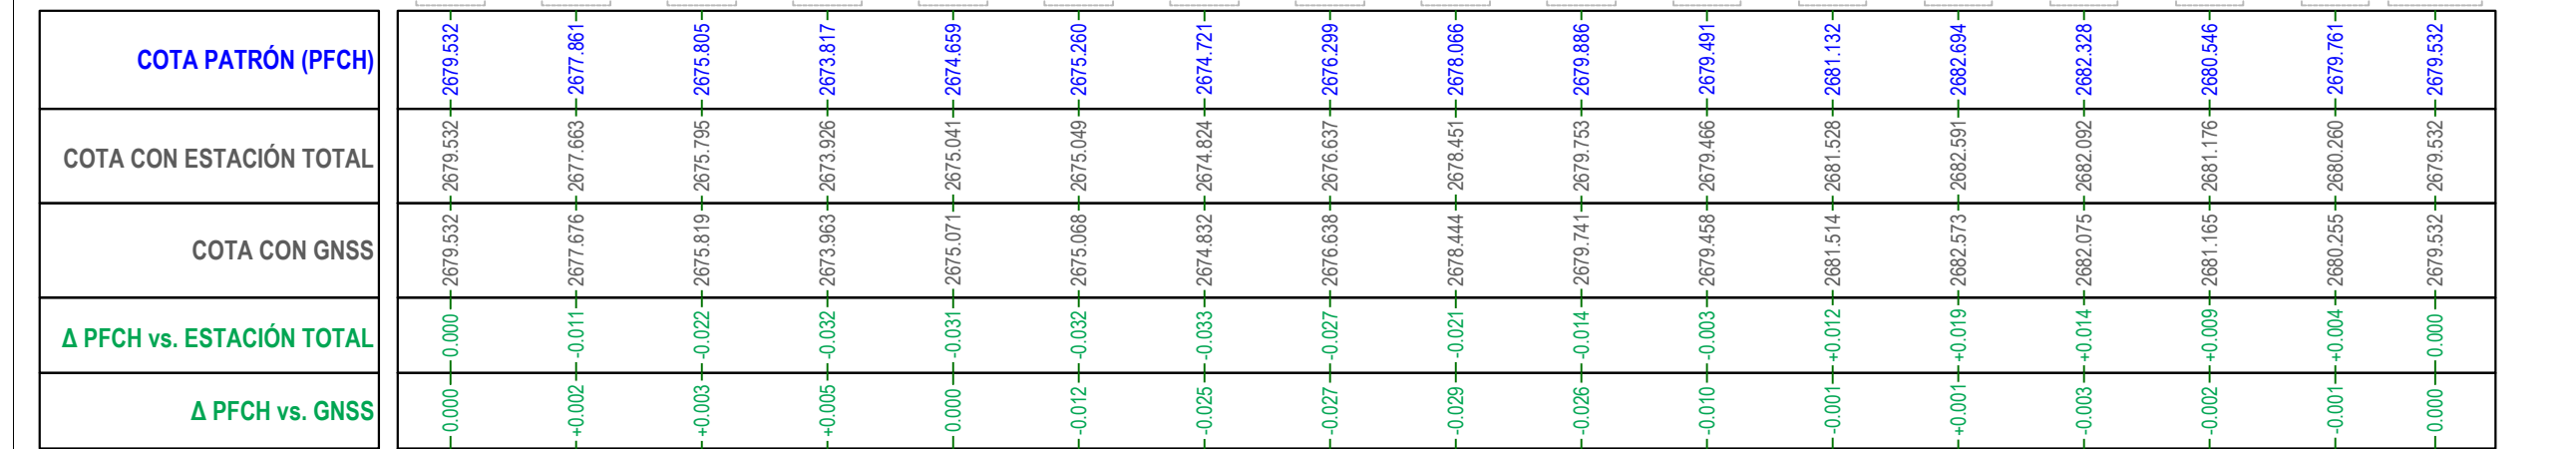 COTA PATRÓN (PFCH) 2679.532 2677.861 2675.805 2673.817 2674.659 2675.260 2674.721 2676.299 2678.066 2679.886 2679.491 2681.132 2682.694 2682.328 2680.546 2679.761 2679.532
COTA CON ESTACIÓN TOTAL 2679.532 2677.663 2675.795 2673.926 2675.041 2675.049 2674.824 2676.637 2678.451 2679.753 2679.466 2681.528 2682.591 2682.092 2681.176 2680.260 2679.532
COTA CON GNSS 2679.532 2677.676 2675.819 2673.963 2675.071 2675.068 2674.832 2676.638 2678.444 2679.741 2679.458 2681.514 2682.573 2682.075 2681.165 2680.255 2679.532
Δ PFCH vs. ESTACIÓN TOTAL 0.000 -0.011 -0.022 -0.032 -0.031 -0.032 -0.033 -0.027 -0.021 -0.014 -0.003 +0.012 +0.019 +0.014 +0.009 +0.004 0.000
Δ PFCH vs. GNSS 0.000 +0.002 +0.003 +0.005 0.000 -0.012 -0.025 -0.027 -0.029 -0.026 -0.010 -0.001 +0.001 -0.003 -0.002 -0.001 0.000